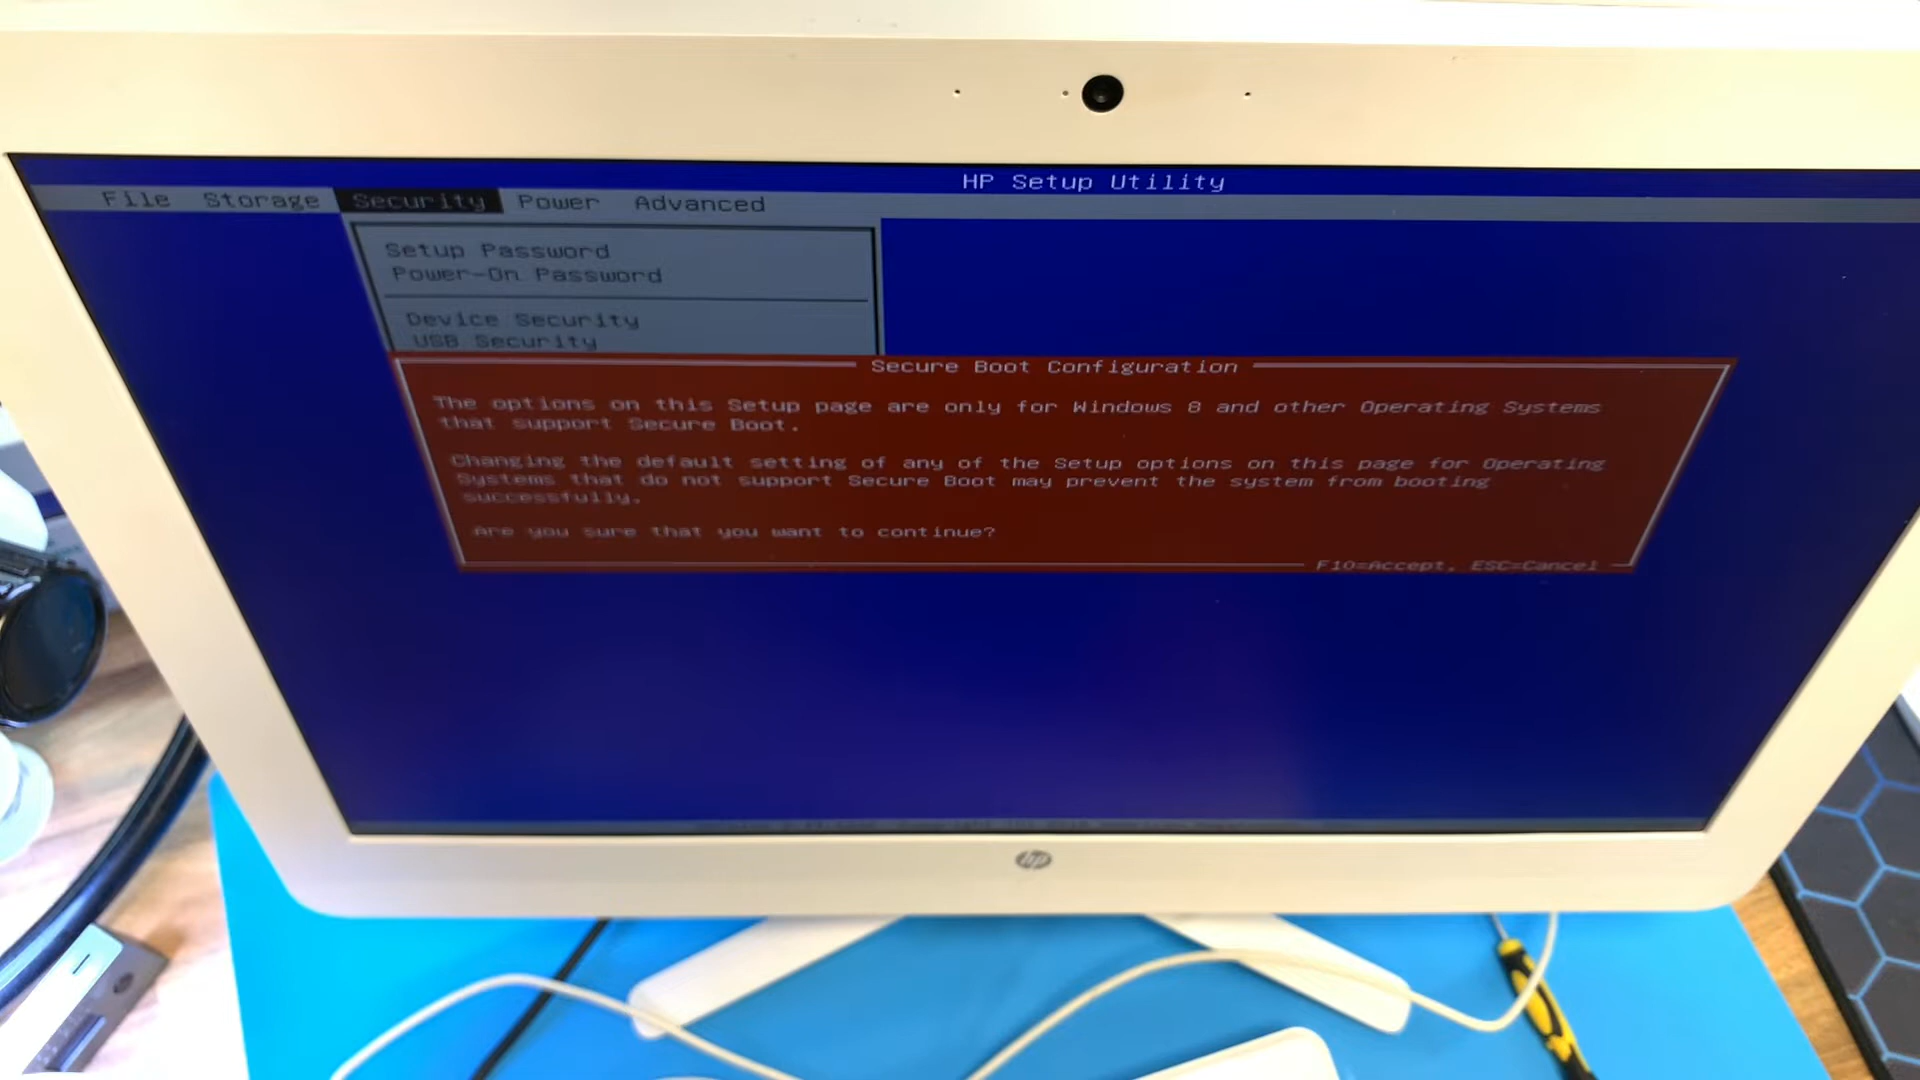 HP Setup Utility
File Storage Security Power Advanced
Setup Password
Power-On Password
Device Security
USB Security
Secure Boot Configuration
The options on this Setup page are only for Windows 8 and other Operating Systems
that support Secure Boot.
Changing the default setting of any of the Setup options on this page for Operating
Systems that do not support Secure Boot may prevent the system from booting
successfully.
Are you sure that you want to continue?
F10=Accept, ESC=Cancel
hp